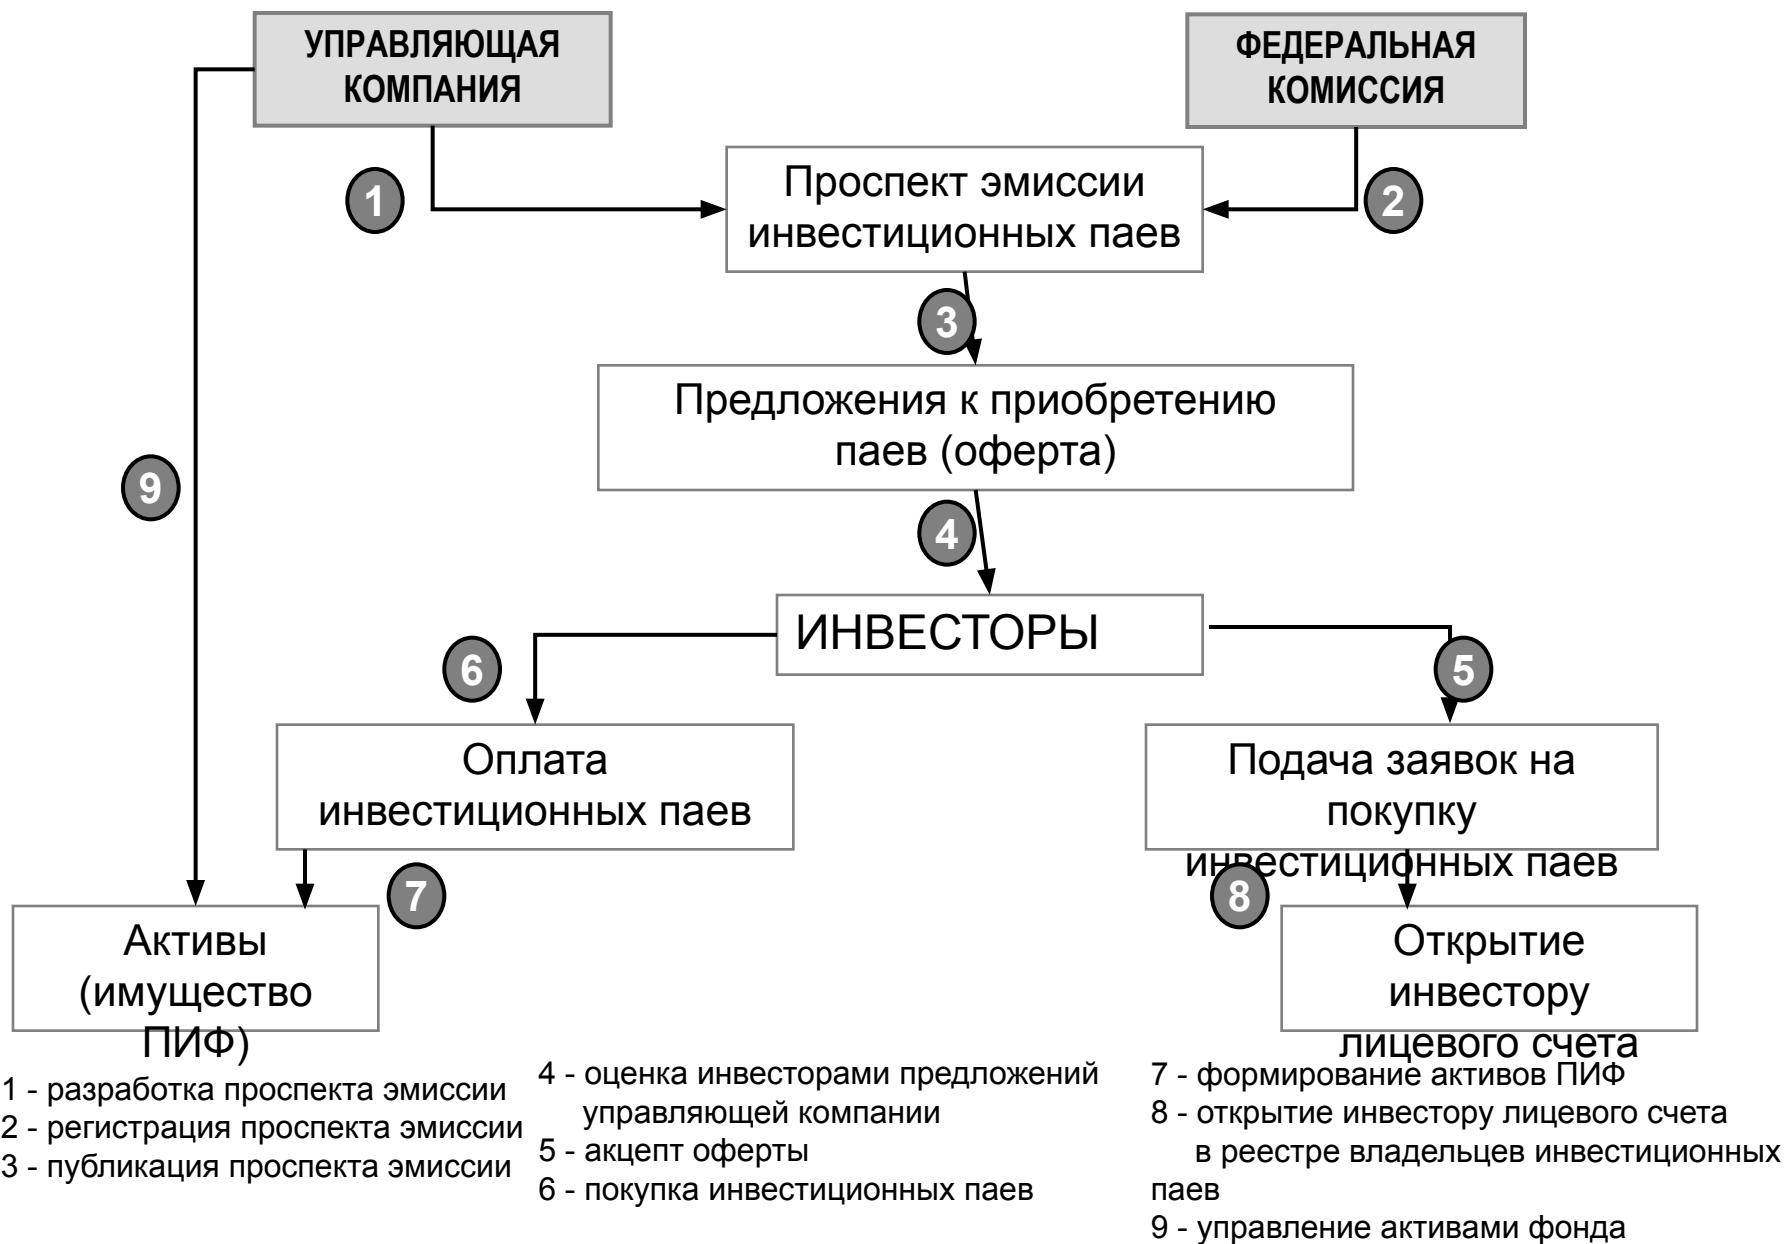 УПРАВЛЯЮЩАЯ
КОМПАНИЯ
ФЕДЕРАЛЬНАЯ
КОМИССИЯ
1
Проспект эмиссии
инвестиционных паев
2
3
Предложения к приобретению
паев (оферта)
9
4
ИНВЕСТОРЫ
6
5
Оплата
инвестиционных паев
Подача заявок на
покупку
инвестиционных паев
7
8
Активы
(имущество
ПИФ)
Открытие
инвестору
лицевого счета
1 - разработка проспекта эмиссии
2 - регистрация проспекта эмиссии
3 - публикация проспекта эмиссии
4 - оценка инвесторами предложений
управляющей компании
5 - акцепт оферты
6 - покупка инвестиционных паев
7 - формирование активов ПИФ
8 - открытие инвестору лицевого счета
в реестре владельцев инвестиционных
паев
9 - управление активами фонда